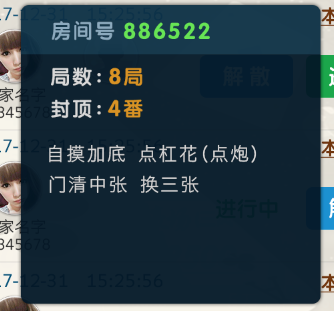 房间号 886522
局数：8局
封顶：4番
自摸加底 点杠花(点炮)
门清中张 换三张
解散
进行中
家名字
345678
17-12-31 15:25:56